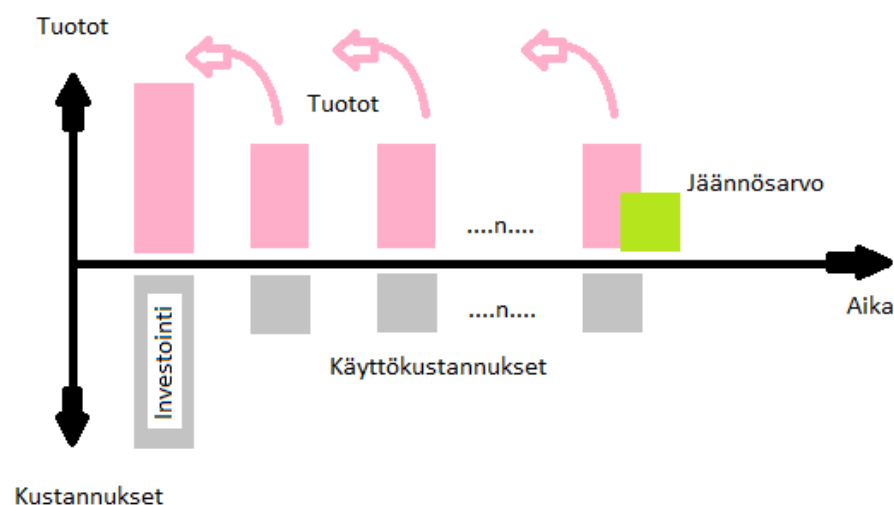 Tuotot
Tuotot
Jäännösarvo
....n....
Aika
....n....
Investointi
Käyttökustannukset
Kustannukset